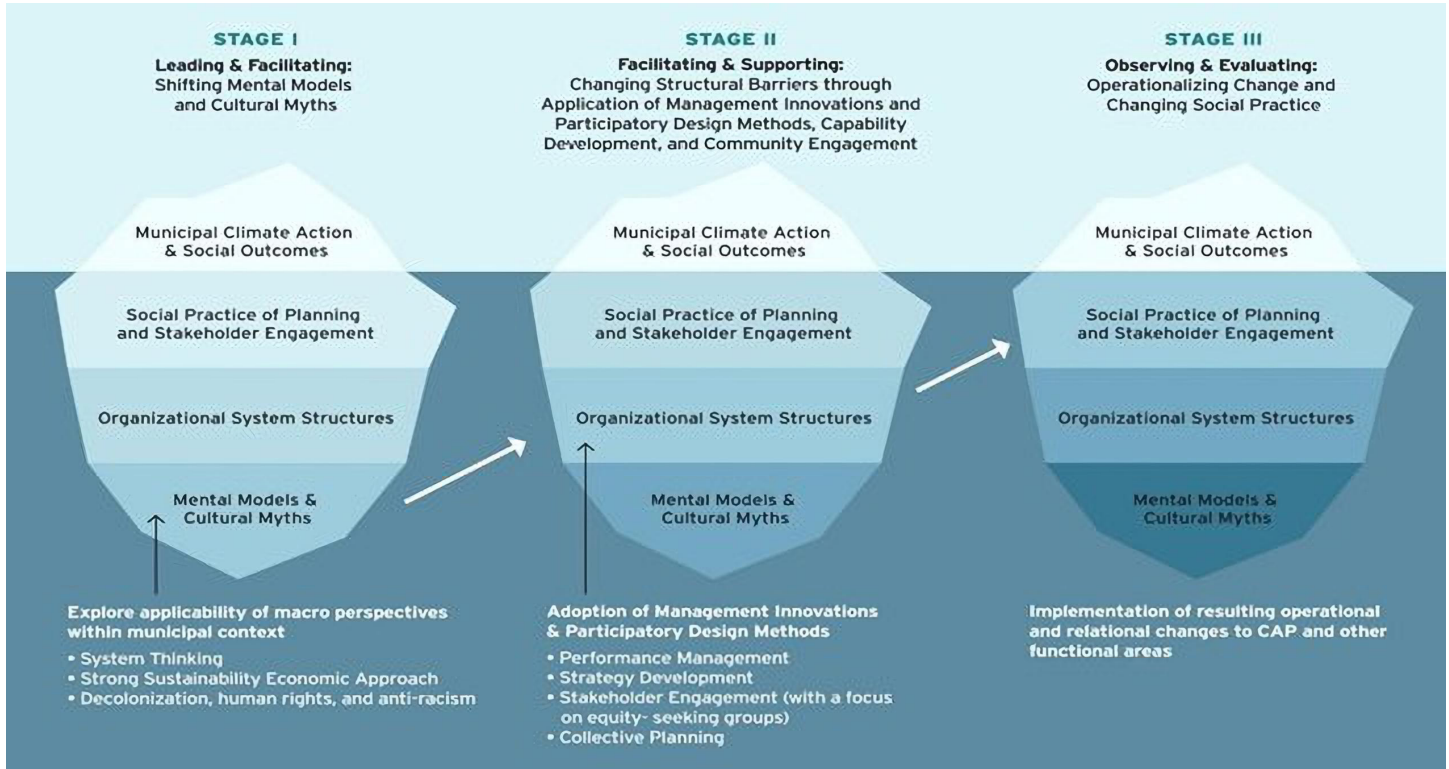 STAGE I
Leading & Facilitating:
Shifting Mental Models
and Cultural Myths
Municipal Climate Action
& Social Outcomes
Social Practice of Planning
and Stakeholder Engagement
Organizational System Structures
Mental Models &
Cultural Myths
Explore applicability of macro perspectives
within municipal context
• System Thinking
• Strong Sustainability Economic Approach
• Decolonization, human rights, and anti-racism
STAGE II
Facilitating & Supporting:
Changing Structural Barriers through
Application of Management Innovations and
Participatory Design Methods, Capability
Development, and Community Engagement
Municipal Climate Action
& Social Outcomes
Social Practice of Planning
and Stakeholder Engagement
Organizational System Structures
Mental Models &
Cultural Myths
Adoption of Management Innovations
& Participatory Design Methods
• Performance Management
• Strategy Development
• Stakeholder Engagement (with a focus
on equity- seeking groups)
• Collective Planning
STAGE III
Observing & Evaluating:
Operationalizing Change and
Changing Social Practice
Municipal Climate Action
& Social Outcomes
Social Practice of Planning
and Stakeholder Engagement
Organizational System Structures
Mental Models &
Cultural Myths
Implementation of resulting operational
and relational changes to CAP and other
functional areas